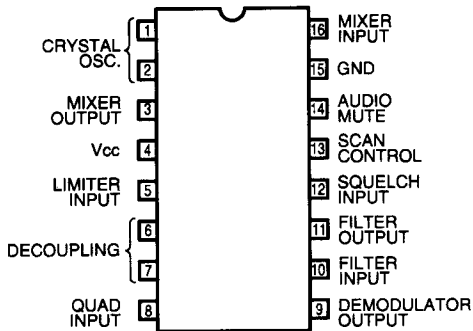 CRYSTAL
OSC.
1
2
MIXER
OUTPUT
3
Vcc
4
LIMITER
INPUT
5
DECOUPLING
6
7
QUAD
INPUT
8
16
MIXER
INPUT
15
GND
14
AUDIO
MUTE
13
SCAN
CONTROL
12
SQUELCH
INPUT
11
FILTER
OUTPUT
10
FILTER
INPUT
9
DEMODULATOR
OUTPUT